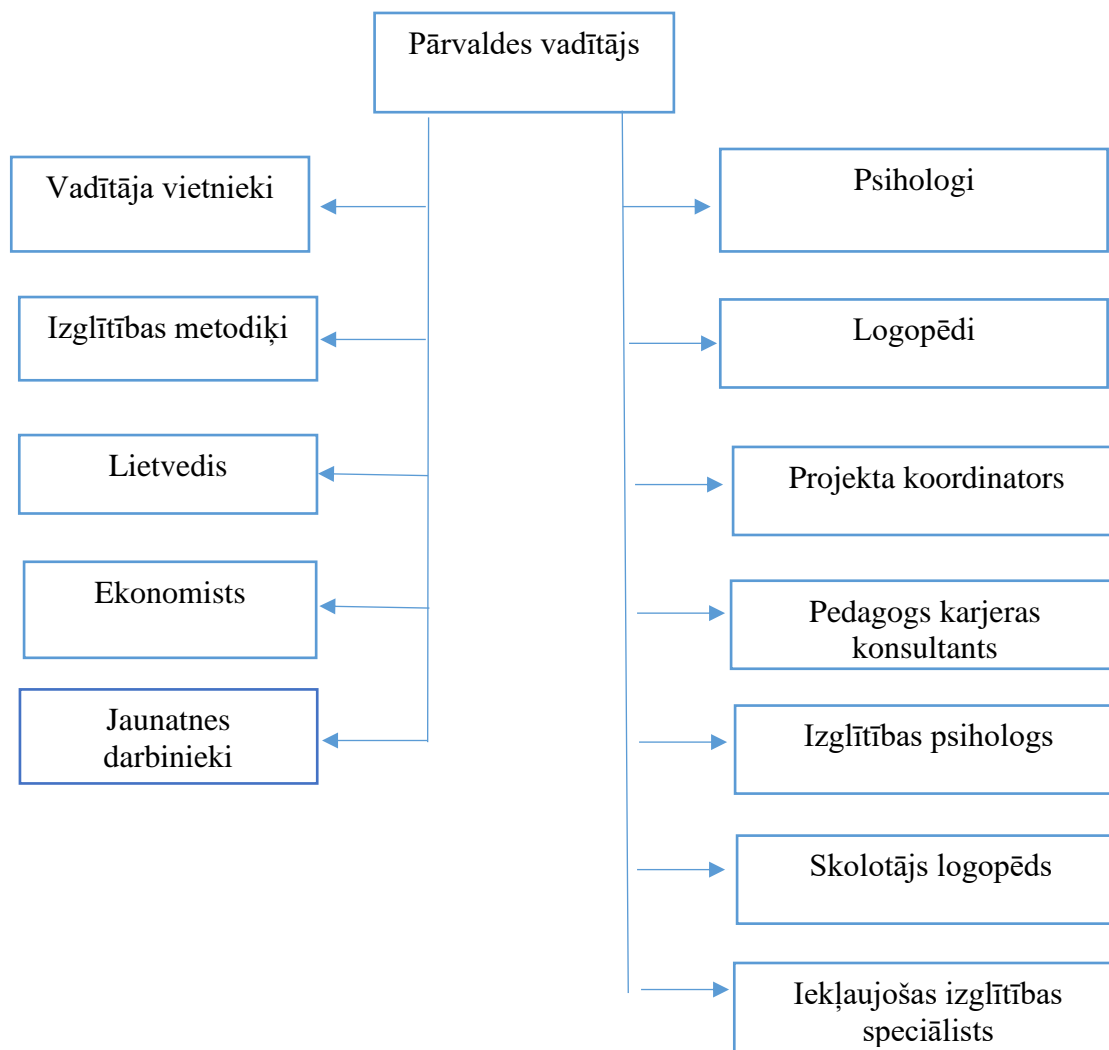 Pārvaldes vadītājs
Vadītāja vietnieki
Izglītības metodiķi
Lietvedis
Ekonomists
Jaunatnes
darbinieki
Psihologi
Logopēdi
Projekta koordinators
Pedagogs karjeras
konsultants
Izglītības psihologs
Skolotājs logopēds
Iekļaujošas izglītības
speciālists